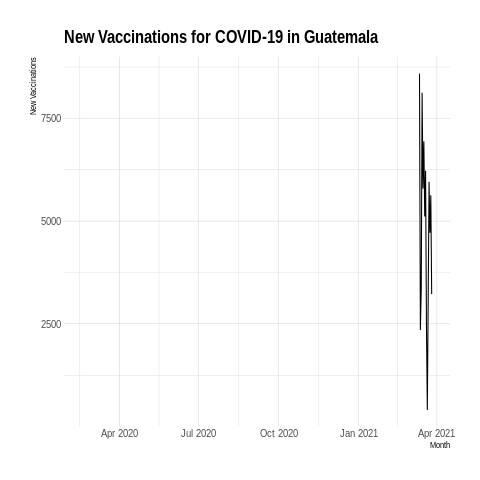 New Vaccinations for COVID-19 in Guatemala
New Vaccinations
7500
5000
2500
Apr 2020
Jul 2020
Oct 2020
Jan 2021
Apr 2021
Month